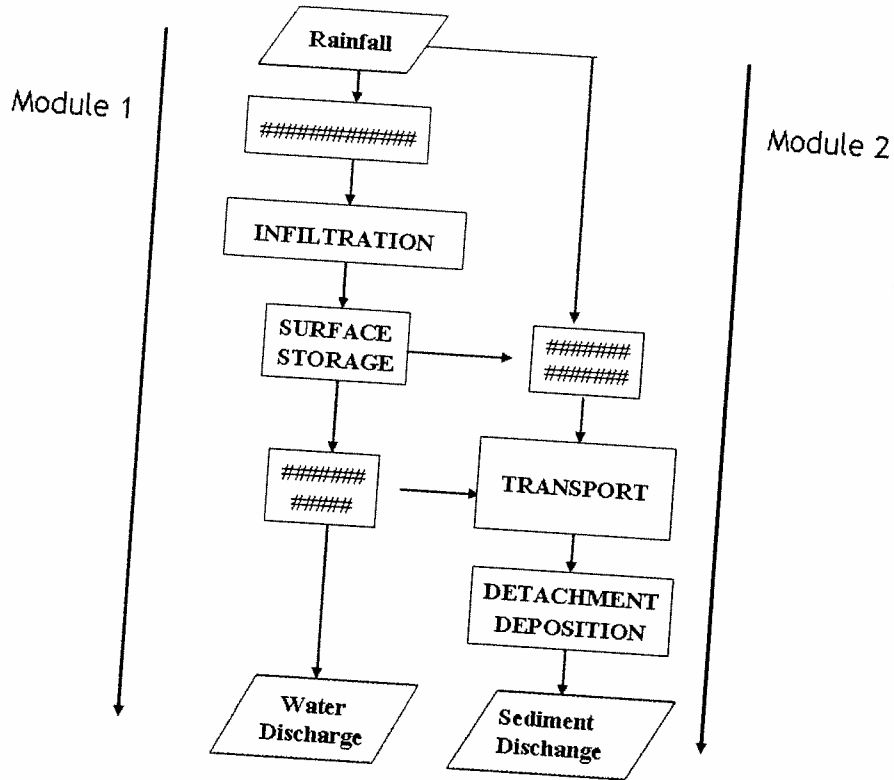 Rainfall
Module 1
#############
Module 2
INFILTRATION
SURFACE
STORAGE
#######
#######
#######
#####
TRANSPORT
DETACHMENT
DEPOSITION
Water
Discharge
Sediment
Dischange